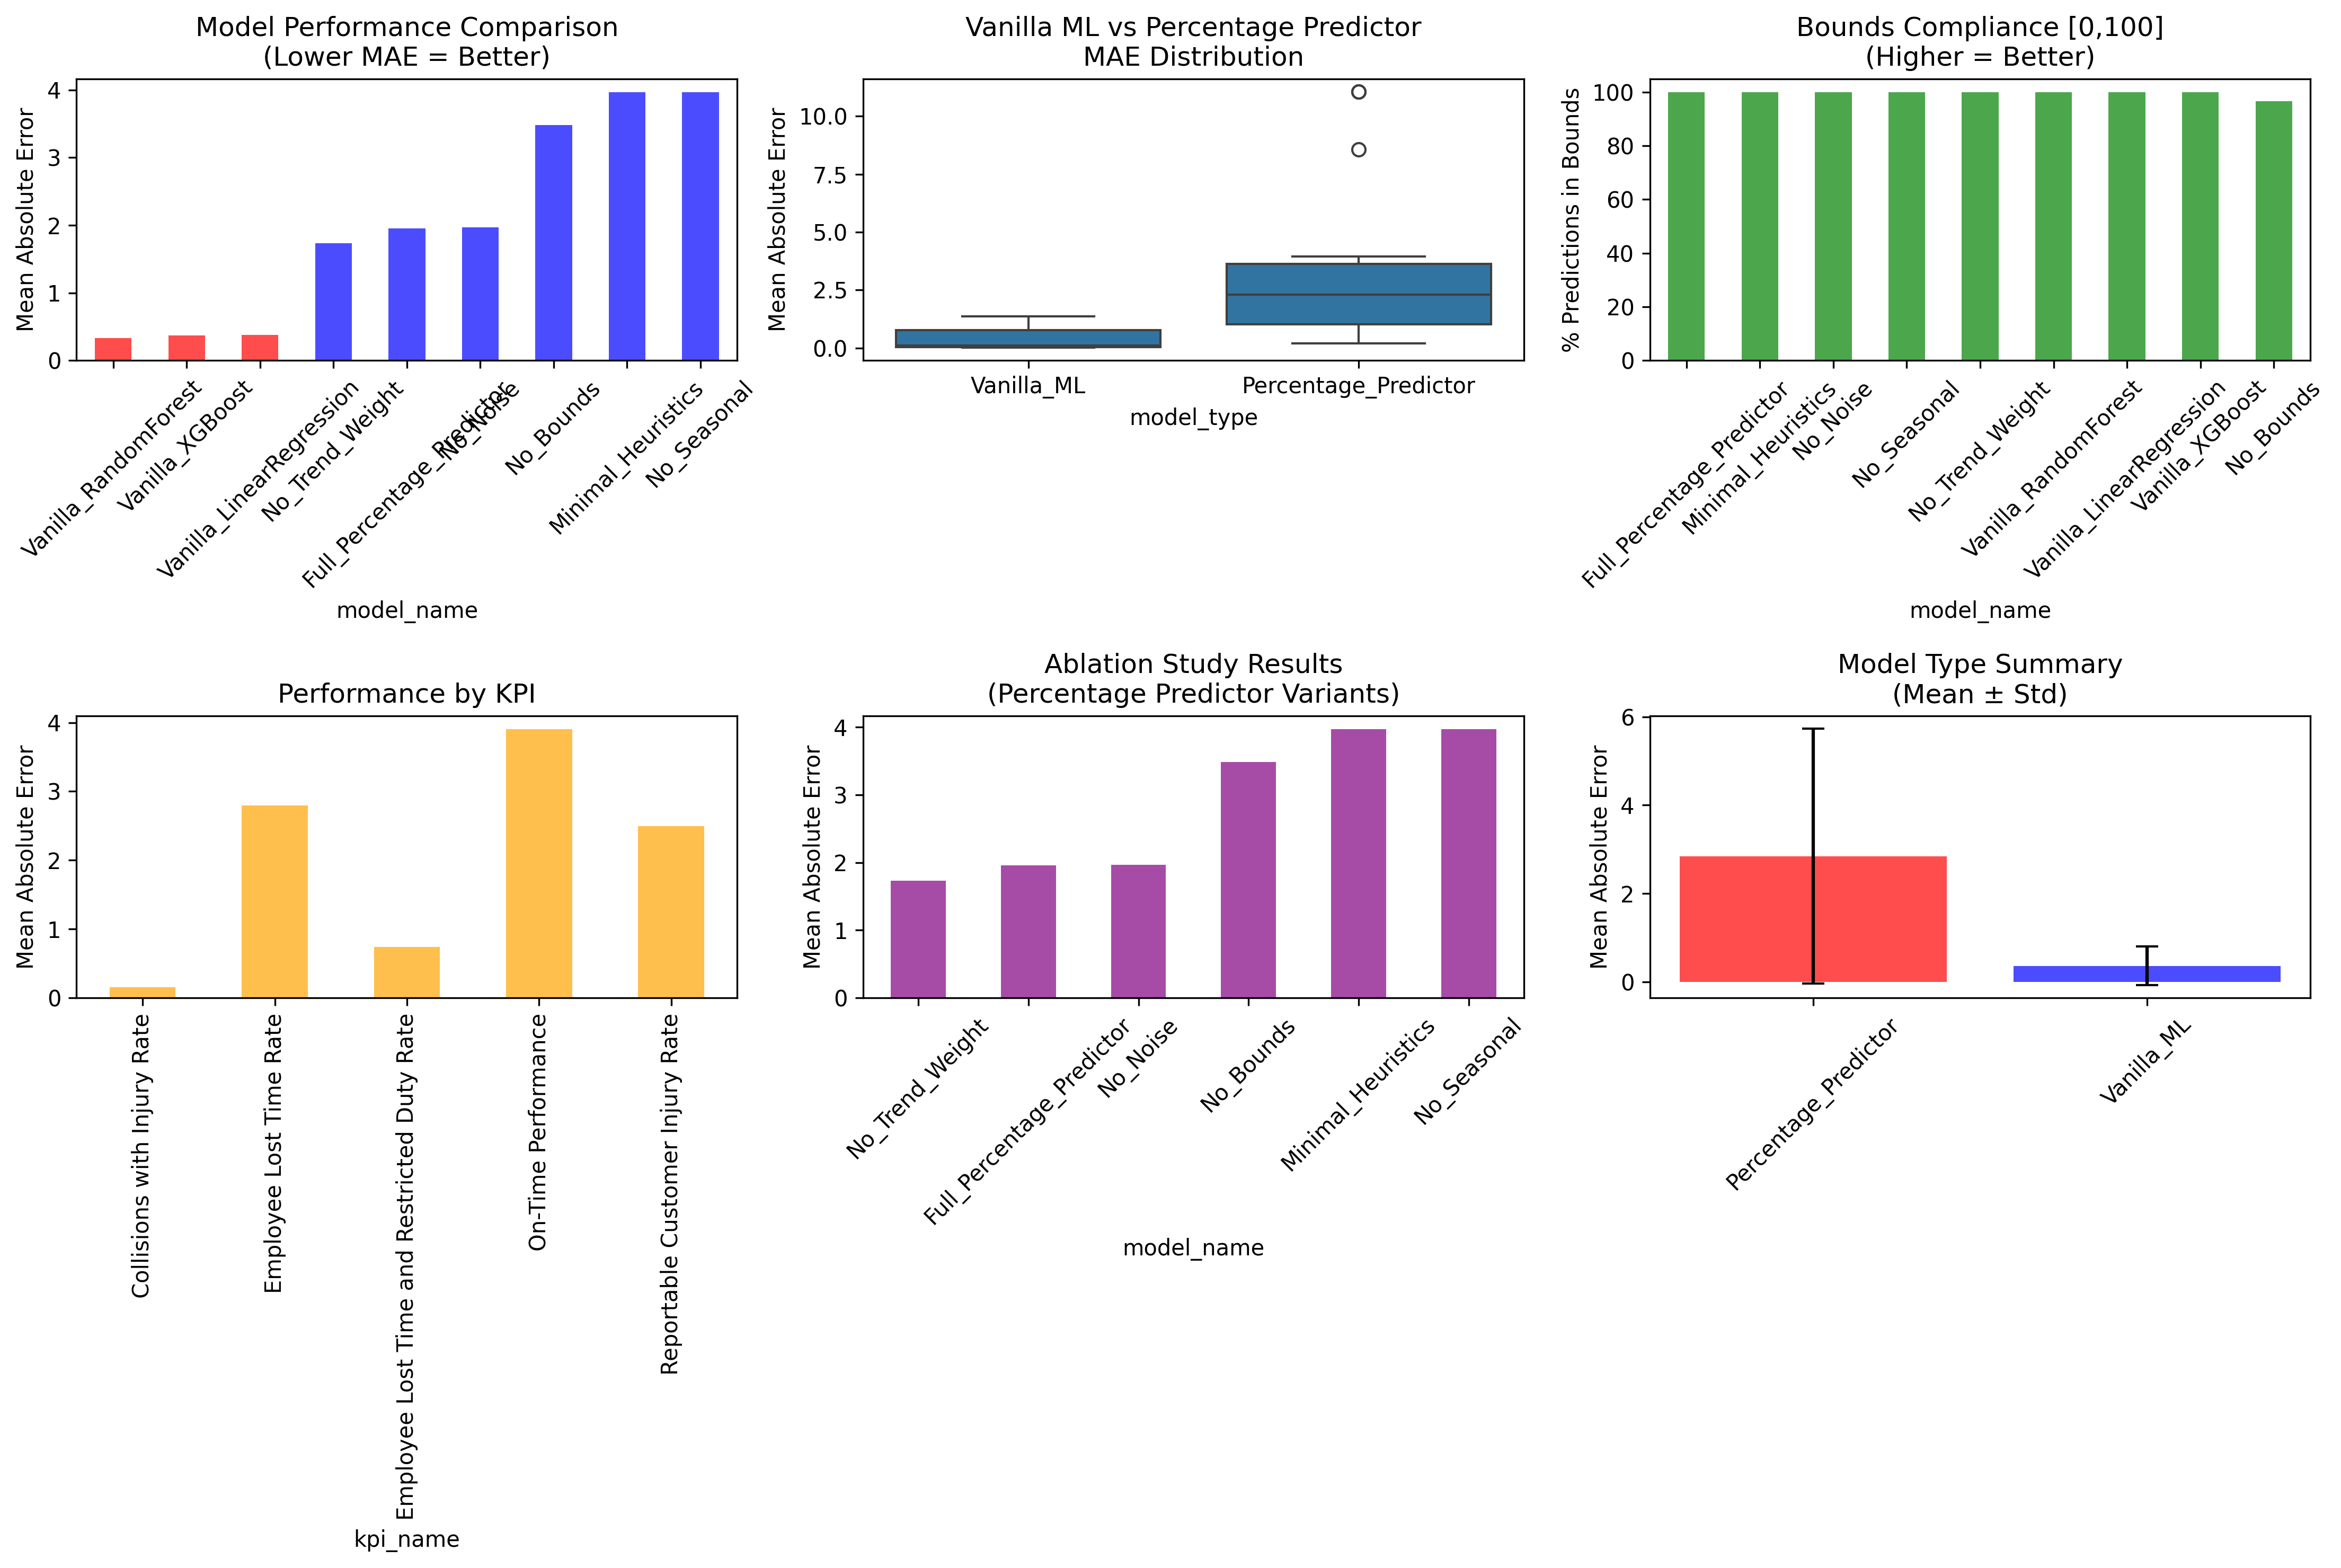 Model Performance Comparison
(Lower MAE = Better)
Mean Absolute Error
4
3
2
1
0
Vanilla_RandomForest
Vanilla_XGBoost
Vanilla_LinearRegression
No_Trend_Weight
Full_Percentage_Predictor
No_Noise
No_Bounds
Minimal_Heuristics
No_Seasonal
model_name
Vanilla ML vs Percentage Predictor
MAE Distribution
Mean Absolute Error
10.0
7.5
5.0
2.5
0.0
Vanilla_ML
Percentage_Predictor
model_type
Bounds Compliance [0,100]
(Higher = Better)
% Predictions in Bounds
100
80
60
40
20
0
Full_Percentage_Predictor
Minimal_Heuristics
No_Noise
No_Seasonal
No_Trend_Weight
Vanilla_RandomForest
Vanilla_LinearRegression
Vanilla_XGBoost
No_Bounds
model_name
Performance by KPI
Mean Absolute Error
4
3
2
1
0
Collisions with Injury Rate
Employee Lost Time Rate
Employee Lost Time and Restricted Duty Rate
On-Time Performance
Reportable Customer Injury Rate
kpi_name
Ablation Study Results
(Percentage Predictor Variants)
Mean Absolute Error
4
3
2
1
0
No_Trend_Weight
Full_Percentage_Predictor
No_Noise
No_Bounds
Minimal_Heuristics
No_Seasonal
model_name
Model Type Summary
(Mean ± Std)
Mean Absolute Error
6
4
2
0
Percentage_Predictor
Vanilla_ML